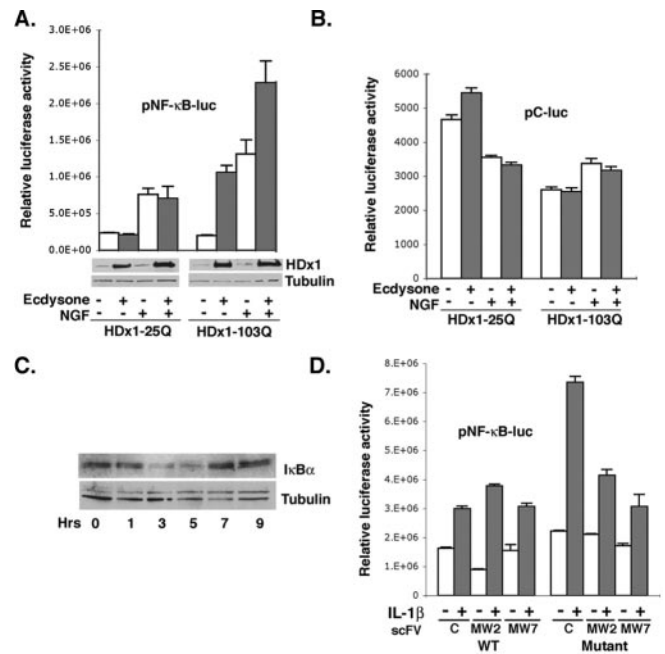 A.
Relative luciferase activity
3.0E+06
2.5E+06
2.0E+06
1.5E+06
1.0E+06
5.0E+05
0.0E+00
pNF-κB-luc
HDx1
Tubulin
Ecdysone - + - + - + - +
NGF - - + + - - + +
HDx1-25Q HDx1-103Q
B.
Relative luciferase activity
6000
5000
4000
3000
2000
1000
0
pC-luc
Ecdysone - + - + - + - +
NGF - - + + - - + +
HDx1-25Q HDx1-103Q
C.
IκBα
Tubulin
Hrs 0 1 3 5 7 9
D.
Relative luciferase activity
8.E+06
7.E+06
6.E+06
5.E+06
4.E+06
3.E+06
2.E+06
1.E+06
0.E+00
pNF-κB-luc
IL-1β - + - + - + - + - + - +
scFV C MW2 MW7 C MW2 MW7
WT Mutant